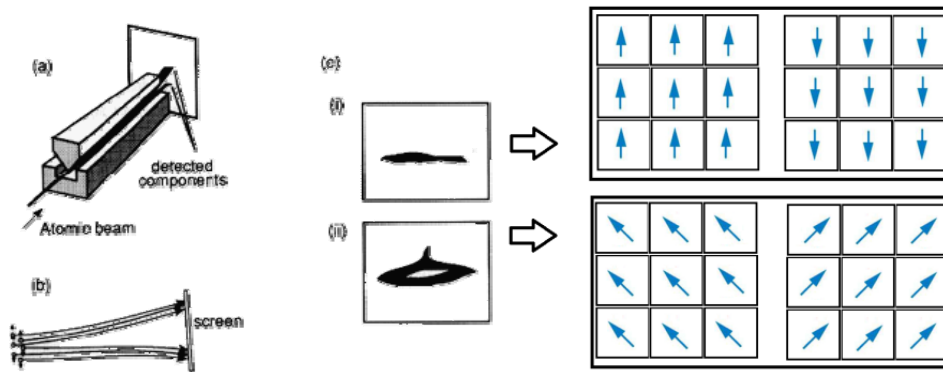 (a)
detected
components
Atomic beam
(b)
screen
(c)
(i)
(ii)